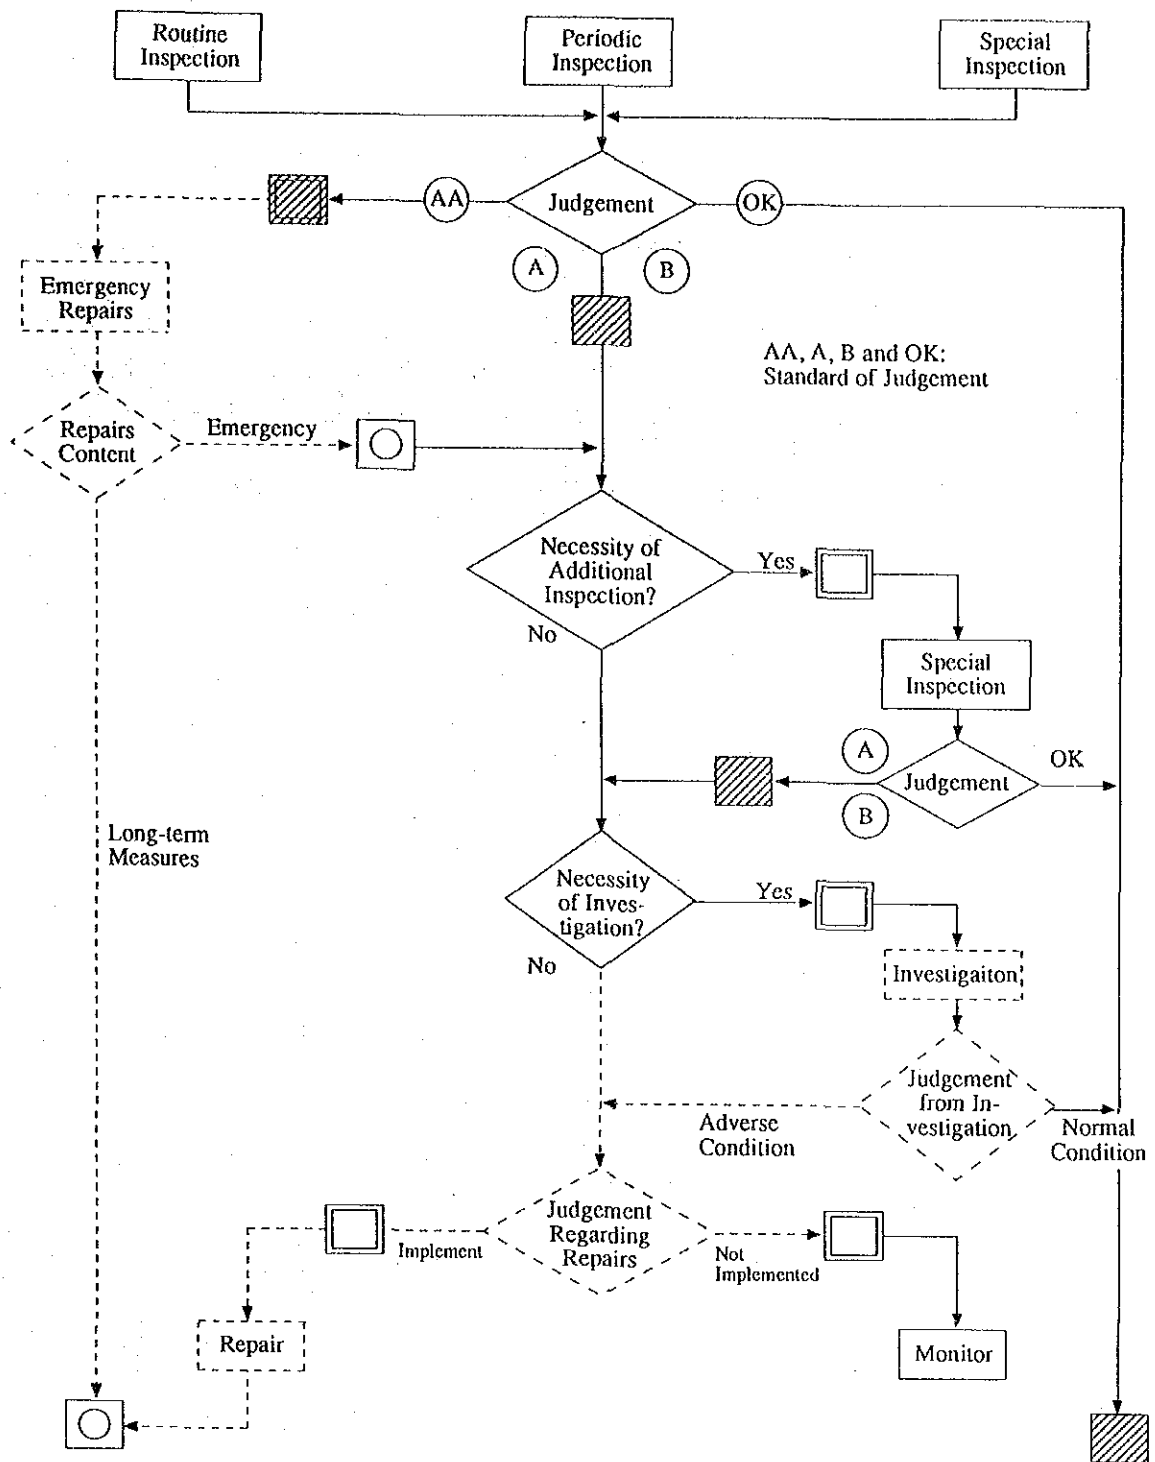 Routine
Inspection
Periodic
Inspection
Special
Inspection
AA
Judgement
OK
A
B
Emergency
Repairs
AA, A, B and OK:
Standard of Judgement
Repairs
Content
Emergency
Necessity of
Additional
Inspection?
Yes
No
Special
Inspection
A
Judgement
OK
B
Long-term
Measures
Necessity
of Inves-
tigation?
Yes
No
Investigaiton
Judgement
from In-
vestigation
Adverse
Condition
Normal
Condition
Judgement
Regarding
Repairs
Implement
Not
Implemented
Repair
Monitor